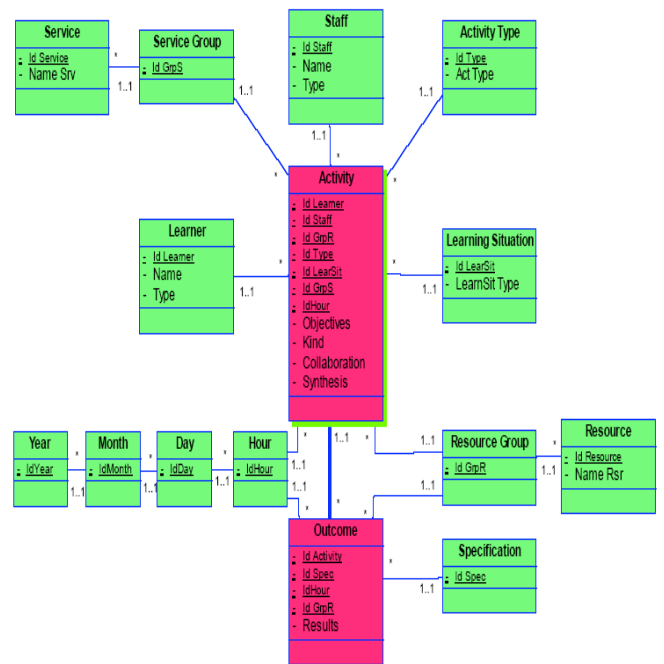 Service
- Id Service
- Name Srv
*
1..1
Service Group
- Id GrpS
1..1
*
Staff
- Id Staff
- Name
- Type
1..1
*
Activity Type
- Id Type
- Act Type
1..1
*
Activity
- Id Learner
- Id Staff
- Id GrpR
- Id Type
- Id LearSit
- Id GrpS
- IdHour
- Objectives
- Kind
- Collaboration
- Synthesis
Learner
- Id Learner
- Name
- Type
*
1..1
Learning Situation
- Id LearSit
- LearnSit Type
*
1..1
Year
- IdYear
*
1..1
Month
- IdMonth
*
1..1
Day
- IdDay
*
1..1
Hour
- IdHour
*
1..1
1..1
*
1..1
*
Resource Group
- Id GrpR
*
1..1
1..1
*
Resource
- Id Resource
- Name Rsr
*
1..1
Outcome
- Id Activity
- Id Spec
- IdHour
- Id GrpR
- Results
Specification
- Id Spec
*
1..1